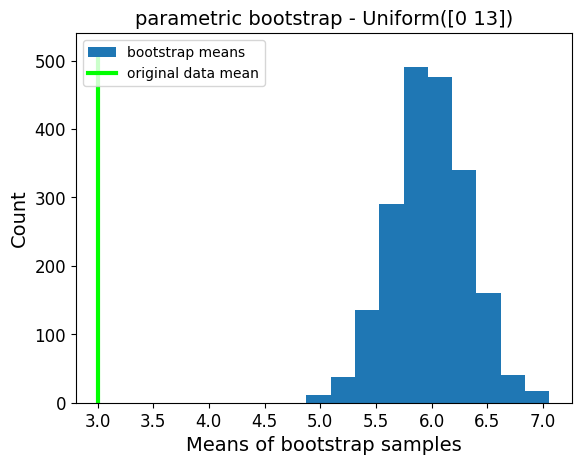 parametric bootstrap - Uniform([0 13])
bootstrap means
original data mean
500
400
300
200
100
0
Count
3.0 3.5 4.0 4.5 5.0 5.5 6.0 6.5 7.0
Means of bootstrap samples